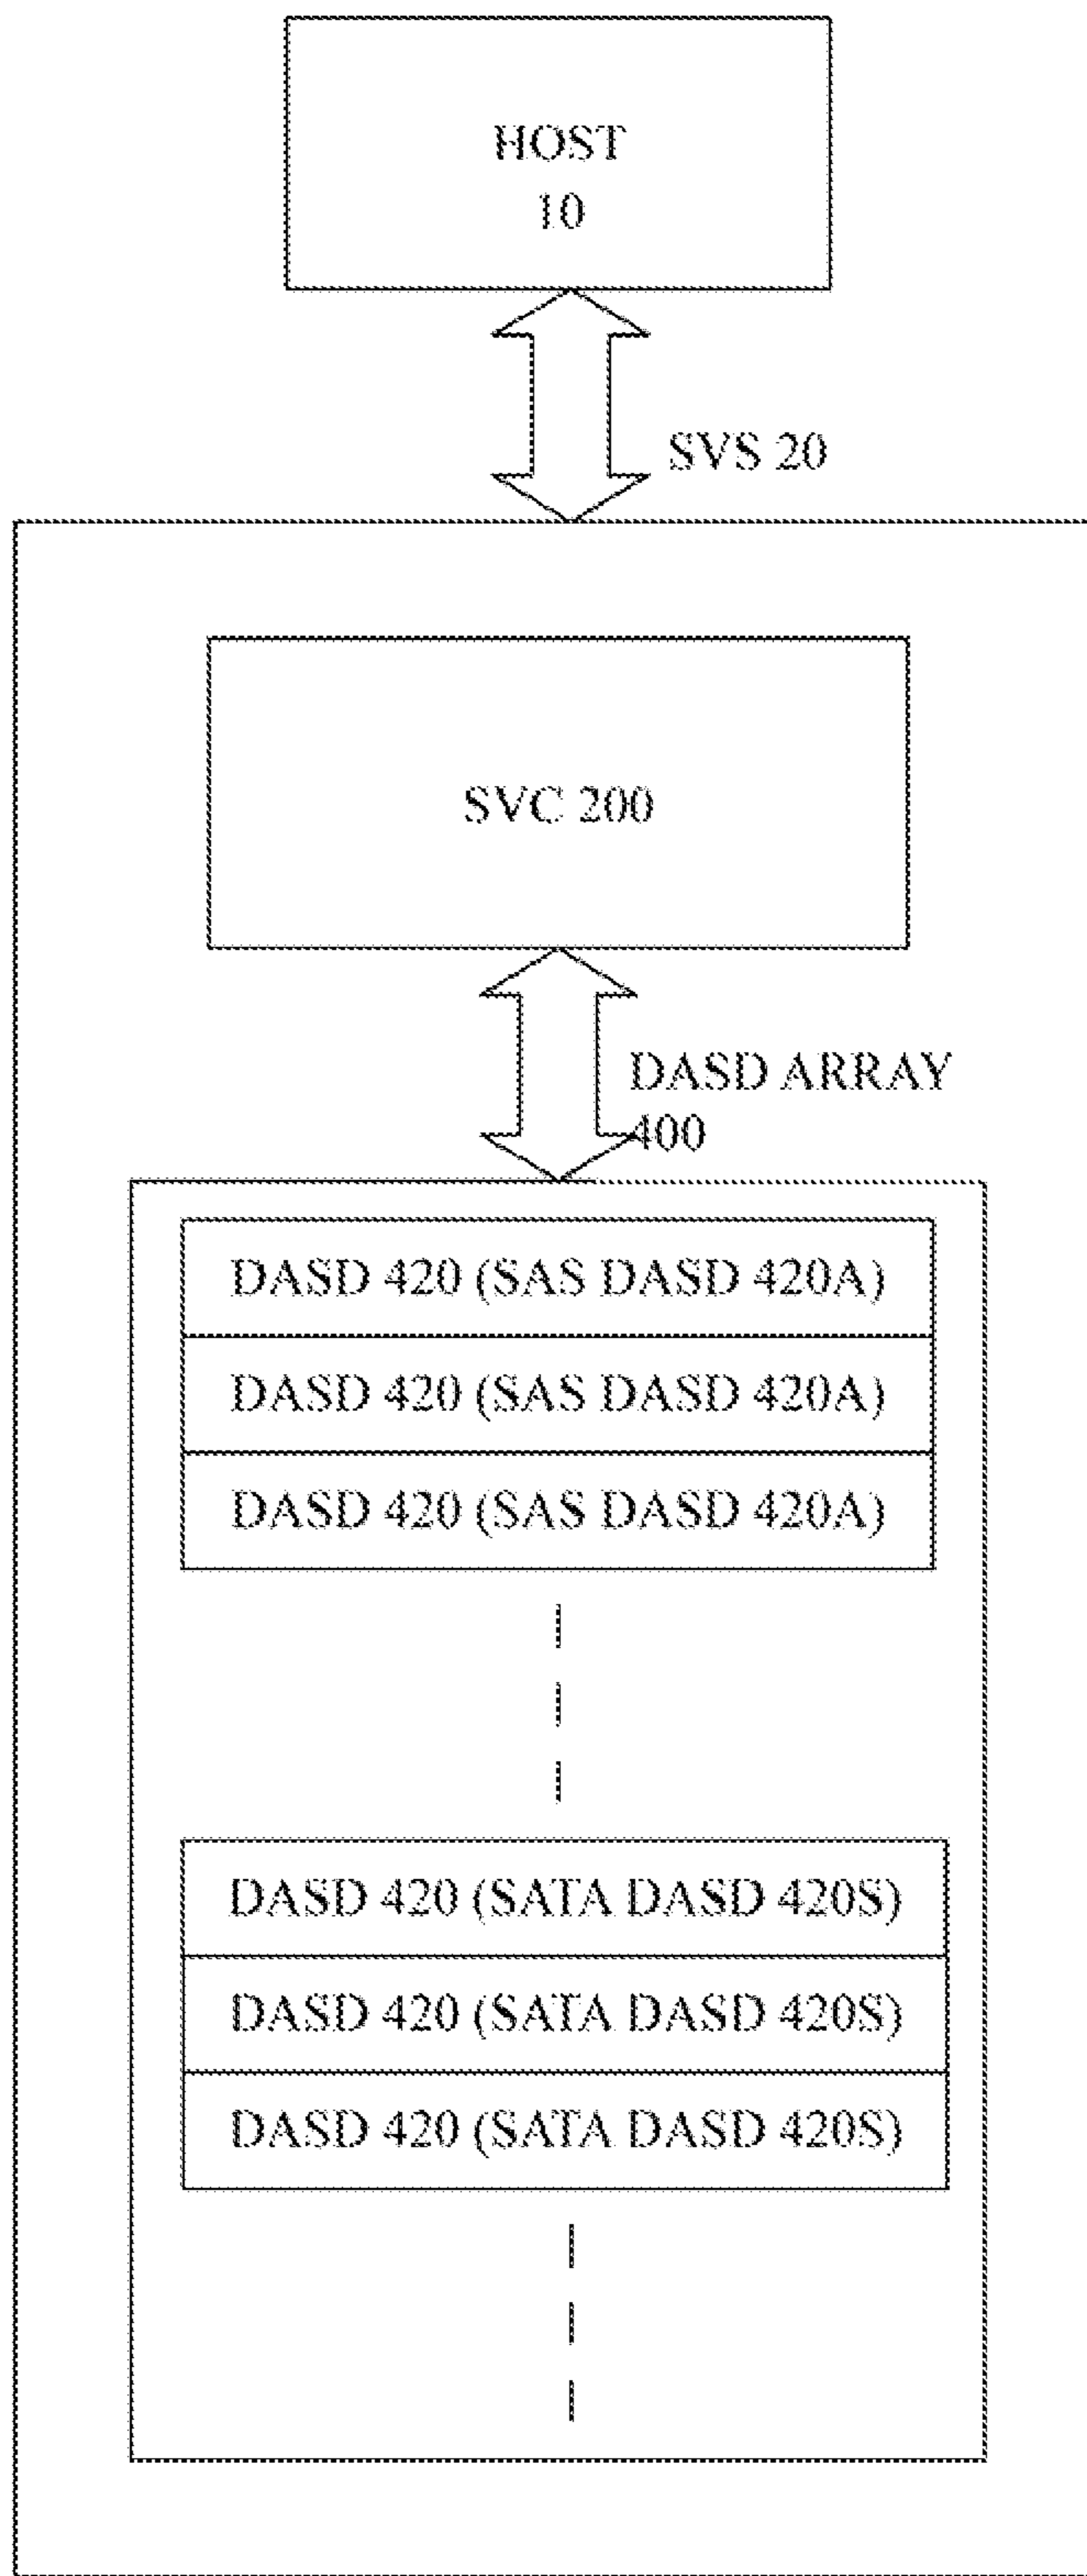 HOST
10
SVS 20
SVC 200
DASD ARRAY
400
DASD 420 (SAS DASD 420A)
DASD 420 (SAS DASD 420A)
DASD 420 (SAS DASD 420A)
DASD 420 (SATA DASD 420S)
DASD 420 (SATA DASD 420S)
DASD 420 (SATA DASD 420S)